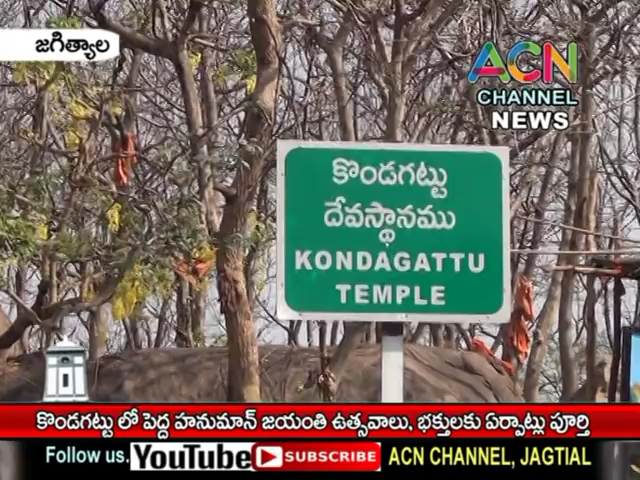 జగిత్యాల
ACN
CHANNEL
NEWS
కొండగట్టు
దేవస్థానము
KONDAGATTU
TEMPLE
కొండగట్టు లో పెద్ద హనుమాన్ జయంతి ఉత్సవాలు. భక్తులకు ఏర్పాట్లు పూర్తి
Follow us. YouTube SUBSCRIBE ACN CHANNEL, JAGTIAL